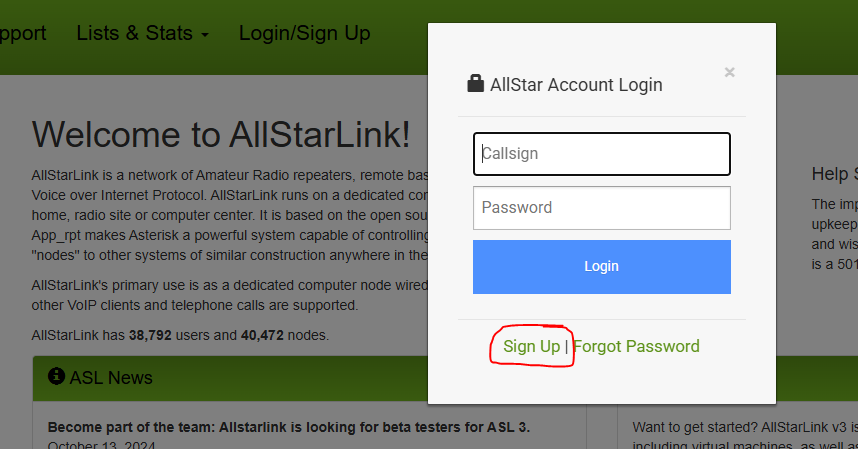 pport Lists & Stats Login/Sign Up
AllStar Account Login
×
Callsign
Password
Login
Sign Up | Forgot Password
Welcome to AllStarLink!
AllStarLink is a network of Amateur Radio repeaters, remote bas
Voice over Internet Protocol. AllStarLink runs on a dedicated con
home, radio site or computer center. It is based on the open sou
App_rpt makes Asterisk a powerful system capable of controlling
"nodes" to other systems of similar construction anywhere in the
AllStarLink's primary use is as a dedicated computer node wired
other VoIP clients and telephone calls are supported.
AllStarLink has 38,792 users and 40,472 nodes.
ASL News
Become part of the team: Allstarlink is looking for beta testers for ASL 3.
October 13, 2024
Help S
The imp
upkeep
and wis
is a 501
Want to get started? AllStarLink v3 is
including virtual machines, as well as